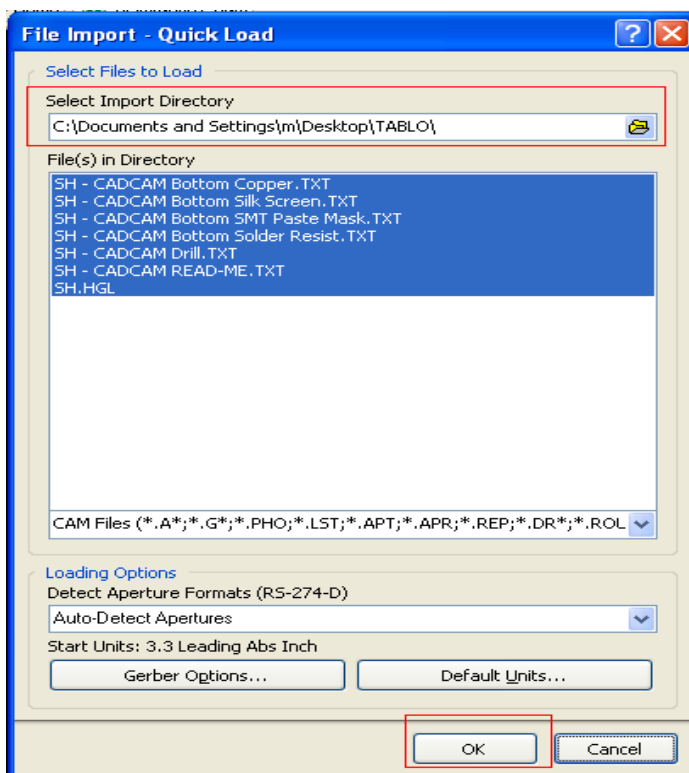 File Import - Quick Load
Select Files to Load
Select Import Directory
C:\Documents and Settings\m\Desktop\TABLO\
File(s) in Directory
SH - CADCAM Bottom Copper.TXT
SH - CADCAM Bottom Silk Screen.TXT
SH - CADCAM Bottom SMT Paste Mask.TXT
SH - CADCAM Bottom Solder Resist.TXT
SH - CADCAM Drill.TXT
SH - CADCAM READ-ME.TXT
SH.HGL
CAM Files (*.A*;*.G*;*.PHO;*.LST;*.APT;*.APR;*.REP;*.DR*;*.ROL
Loading Options
Detect Aperture Formats (RS-274-D)
Auto-Detect Apertures
Start Units: 3.3 Leading Abs Inch
Gerber Options... Default Units...
OK Cancel